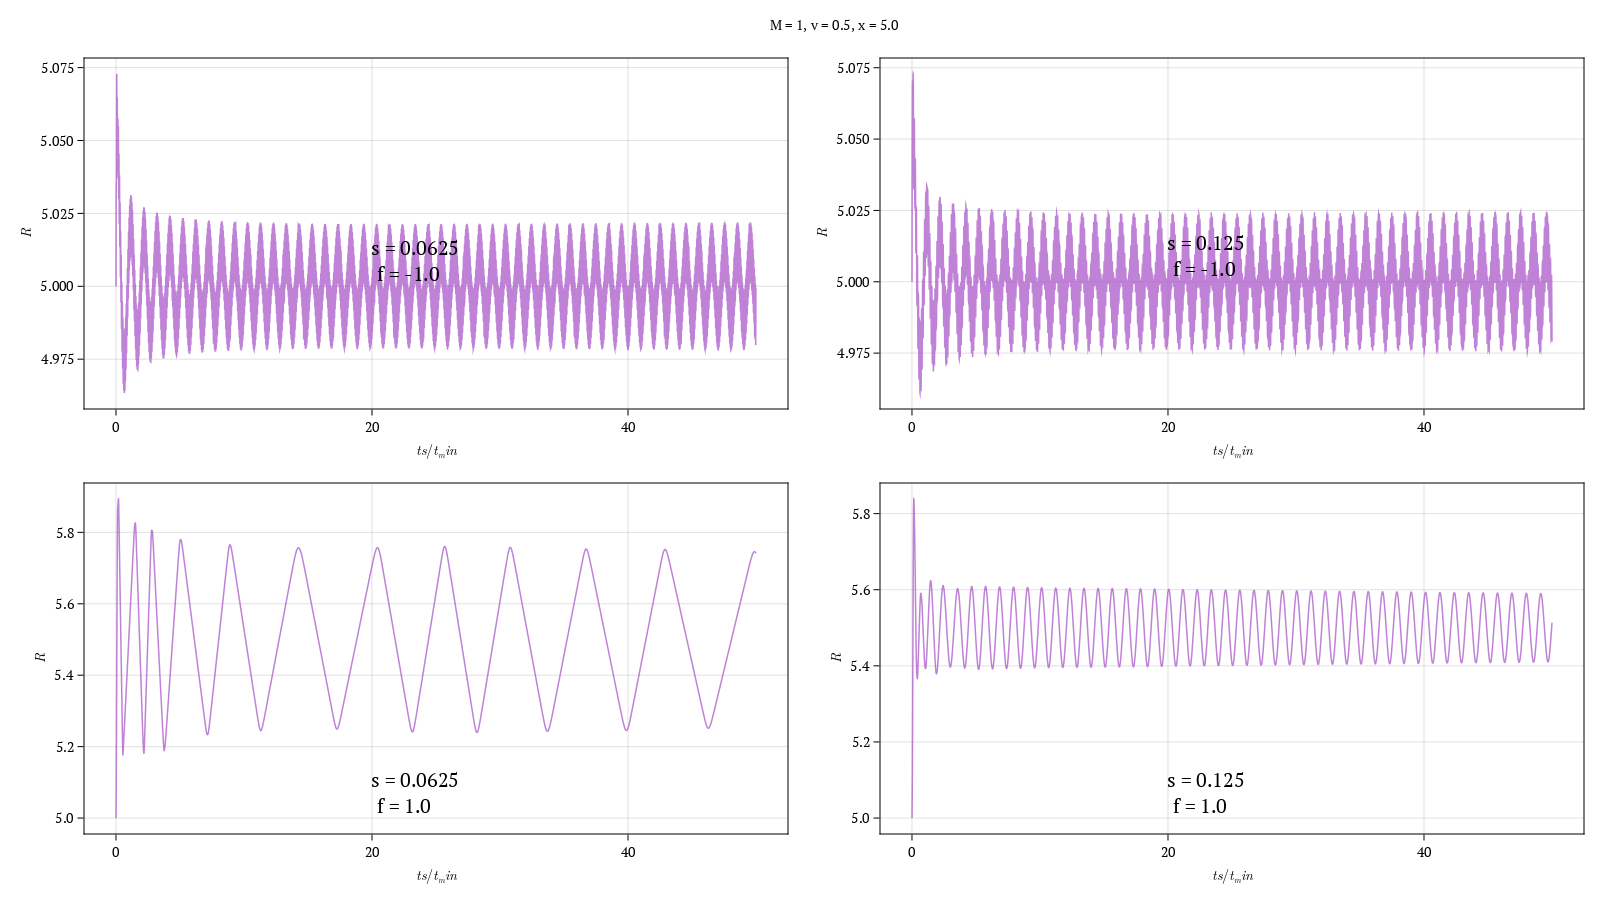 M = 1, v = 0.5, x = 5.0
5.075
5.050
5.025
5.000
4.975
R
s = 0.0625
f = -1.0
0
20
40
ts/t_min
5.075
5.050
5.025
5.000
4.975
R
s = 0.125
f = -1.0
0
20
40
ts/t_min
5.8
5.6
5.4
5.2
5.0
R
s = 0.0625
f = 1.0
0
20
40
ts/t_min
5.8
5.6
5.4
5.2
5.0
R
s = 0.125
f = 1.0
0
20
40
ts/t_min